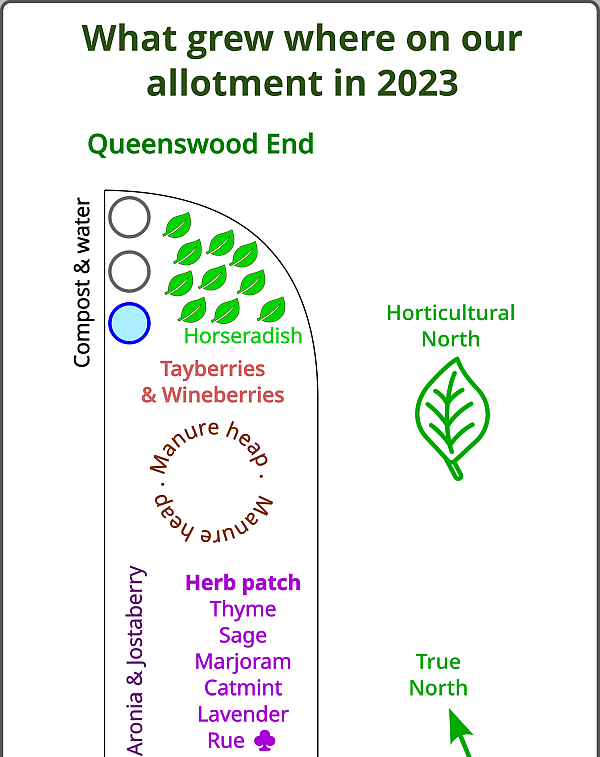 What grew where on our
allotment in 2023
Queenswood End
Compost & water
Horseradish
Horticultural
North
Tayberries
& Wineberries
Manure heap · Manure heap ·
Aronia & Jostaberry
Herb patch
Thyme
Sage
Marjoram
Catmint
Lavender
Rue ♣
True
North